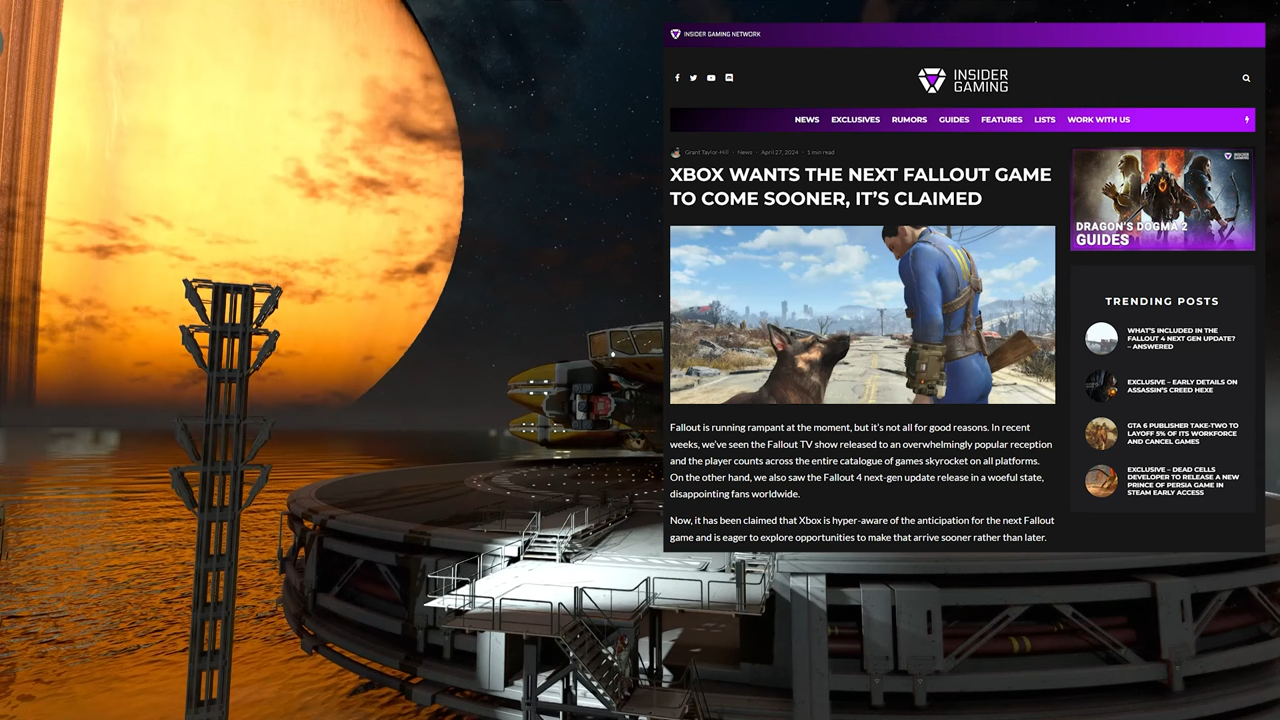 INSIDER GAMING NETWORK
INSIDER
GAMING
NEWS EXCLUSIVES RUMORS GUIDES FEATURES LISTS WORK WITH US
Grant Taylor-Hill · News · April 27, 2024 · 1 min read
XBOX WANTS THE NEXT FALLOUT GAME
TO COME SOONER, IT’S CLAIMED
Fallout is running rampant at the moment, but it’s not all for good reasons. In recent
weeks, we’ve seen the Fallout TV show released to an overwhelmingly popular reception
and the player counts across the entire catalogue of games skyrocket on all platforms.
On the other hand, we also saw the Fallout 4 next-gen update release in a woeful state,
disappointing fans worldwide.
Now, it has been claimed that Xbox is hyper-aware of the anticipation for the next Fallout
game and is eager to explore opportunities to make that arrive sooner rather than later.
INSIDER
GAMING
DRAGON'S DOGMA 2
GUIDES
TRENDING POSTS
WHAT’S INCLUDED IN THE
FALLOUT 4 NEXT GEN UPDATE?
– ANSWERED
EXCLUSIVE – EARLY DETAILS ON
ASSASSIN’S CREED HEXE
GTA 6 PUBLISHER TAKE-TWO TO
LAYOFF 5% OF ITS WORKFORCE
AND CANCEL GAMES
EXCLUSIVE – DEAD CELLS
DEVELOPER TO RELEASE A NEW
PRINCE OF PERSIA GAME IN
STEAM EARLY ACCESS